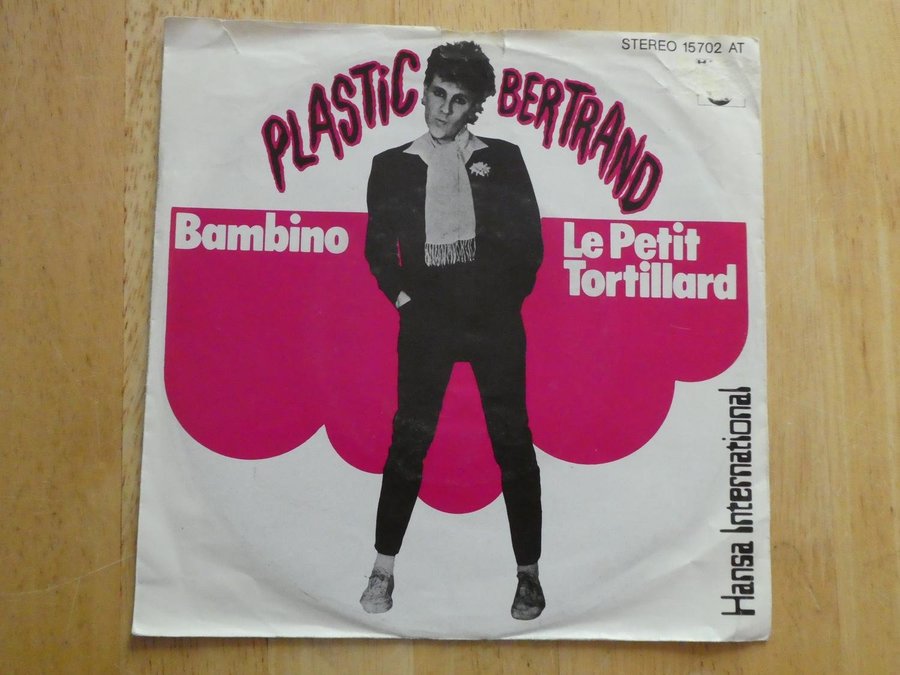 STEREO 15702 AT
PLASTiC BERTRAND
Bambino
Le Petit
Tortillard
Hansa International